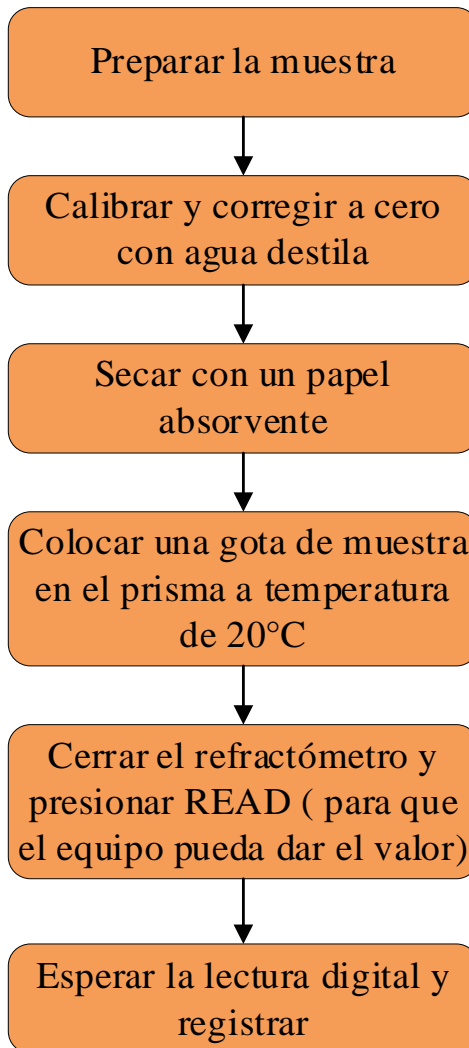 Preparar la muestra
Calibrar y corregir a cero
con agua destila
Secar con un papel
absorvente
Colocar una gota de muestra
en el prisma a temperatura
de 20°C
Cerrar el refractómetro y
presionar READ ( para que
el equipo pueda dar el valor)
Esperar la lectura digital y
registrar